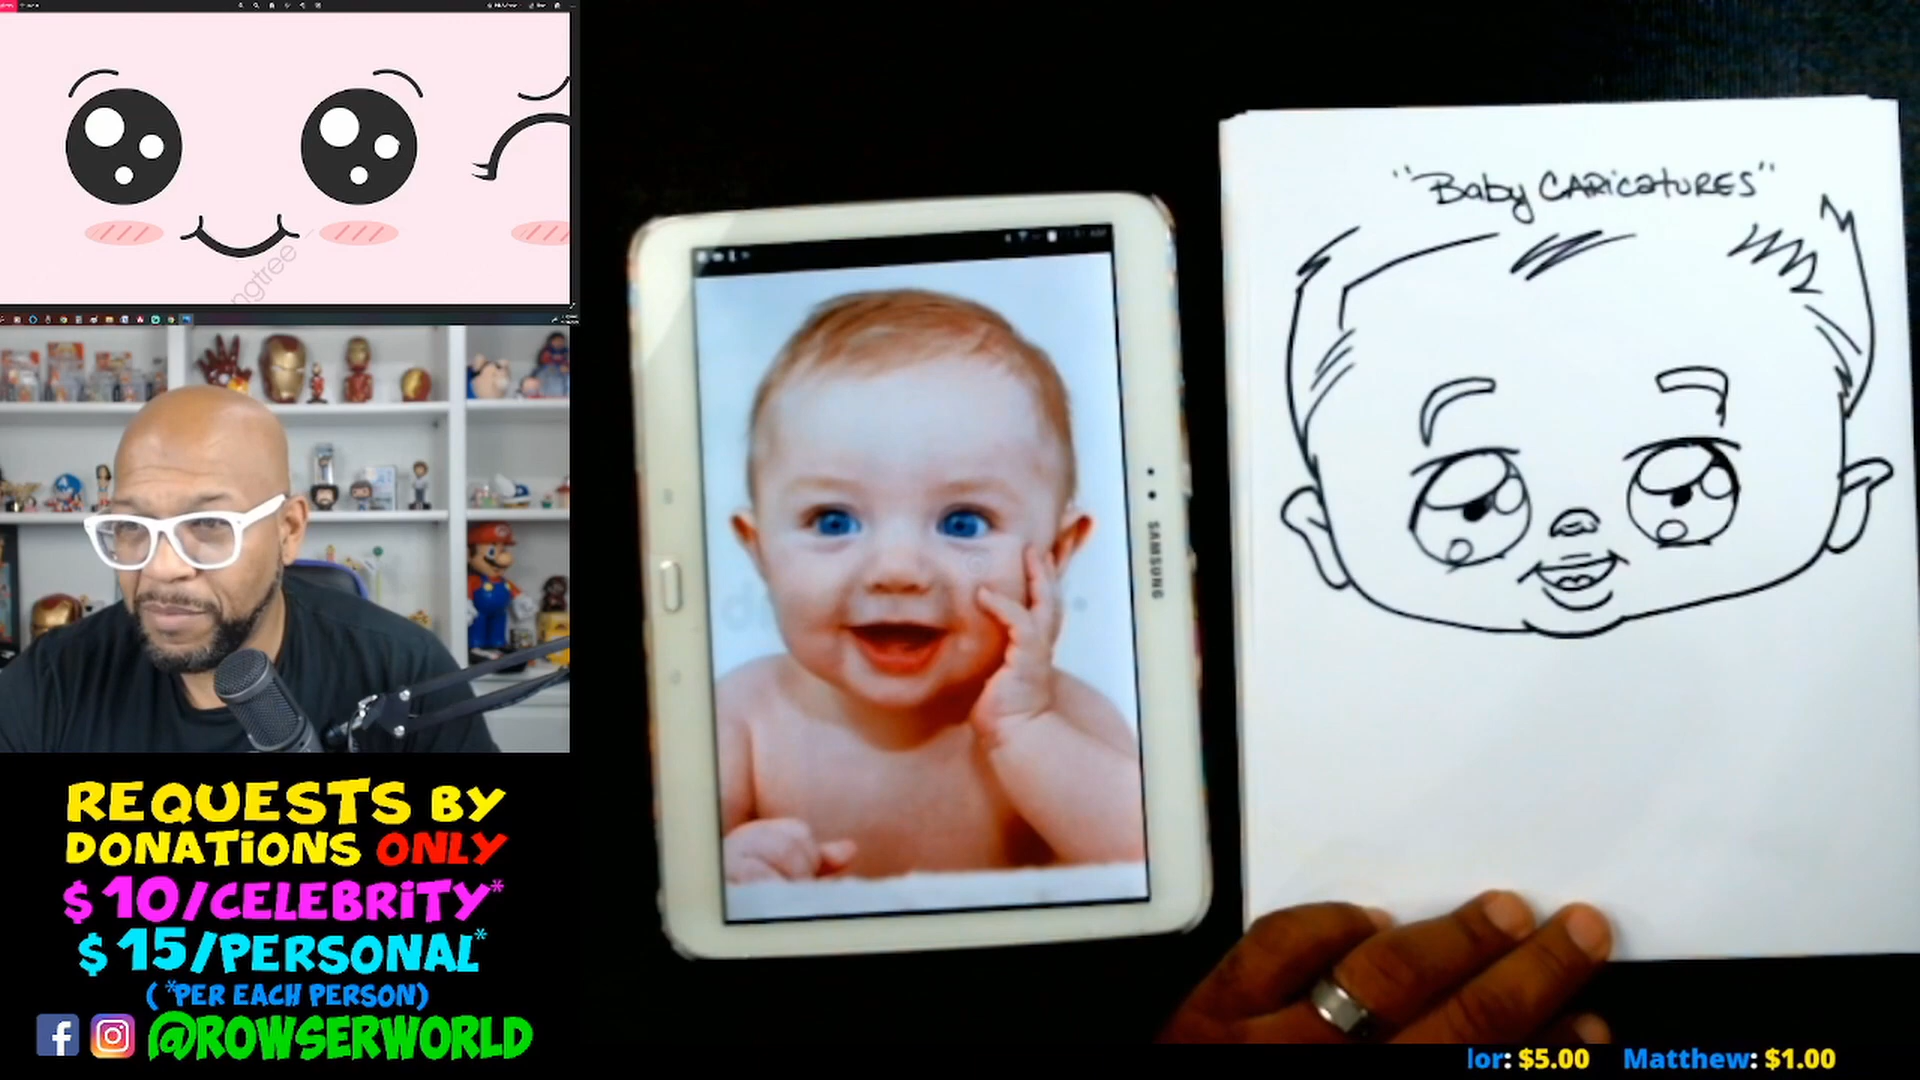 ngtree
REQUESTS BY
DONATIONS ONLY
$10/CELEBRITY*
$15/PERSONAL*
(*PER EACH PERSON)
@ROWSERWORLD
SAMSUNG
"Baby CARICATURES"
lor: $5.00 Matthew: $1.00